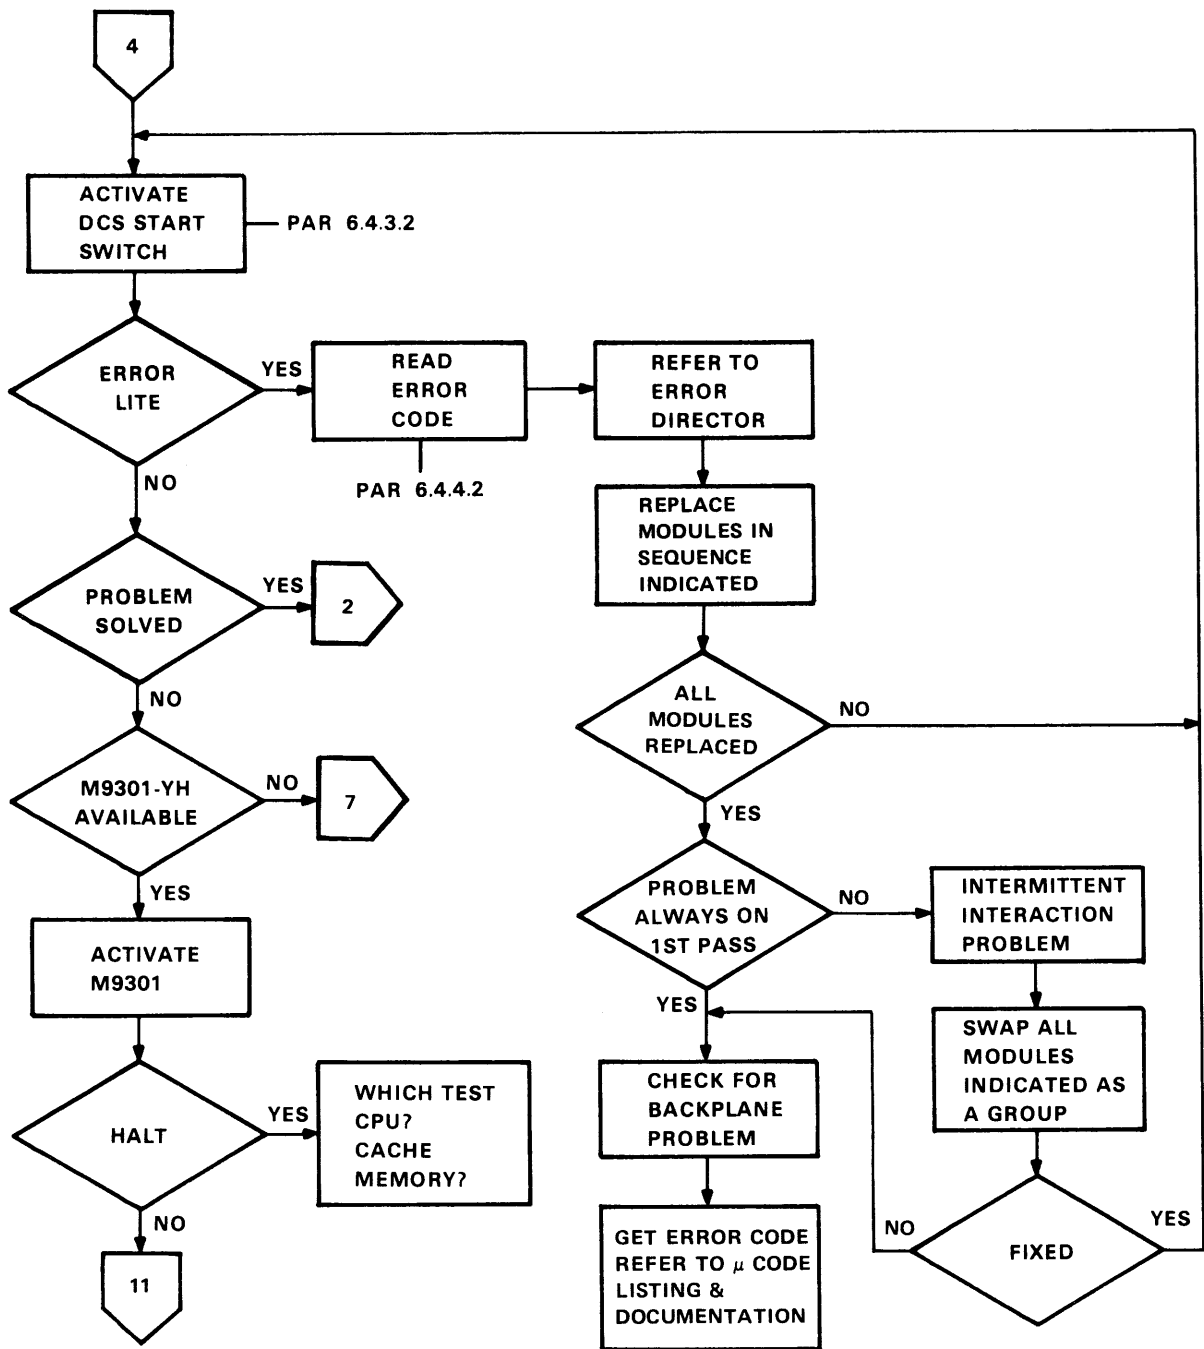 4
ACTIVATE
DCS START
SWITCH
PAR 6.4.3.2
ERROR
LITE
YES
NO
READ
ERROR
CODE
PAR 6.4.4.2
REFER TO
ERROR
DIRECTOR
REPLACE
MODULES IN
SEQUENCE
INDICATED
PROBLEM
SOLVED
YES
2
NO
ALL
MODULES
REPLACED
NO
YES
M9301-YH
AVAILABLE
NO
7
YES
PROBLEM
ALWAYS ON
1ST PASS
NO
YES
INTERMITTENT
INTERACTION
PROBLEM
ACTIVATE
M9301
SWAP ALL
MODULES
INDICATED AS
A GROUP
CHECK FOR
BACKPLANE
PROBLEM
HALT
YES
WHICH TEST
CPU?
CACHE
MEMORY?
NO
11
GET ERROR CODE
REFER TO μ CODE
LISTING &
DOCUMENTATION
NO
FIXED
YES